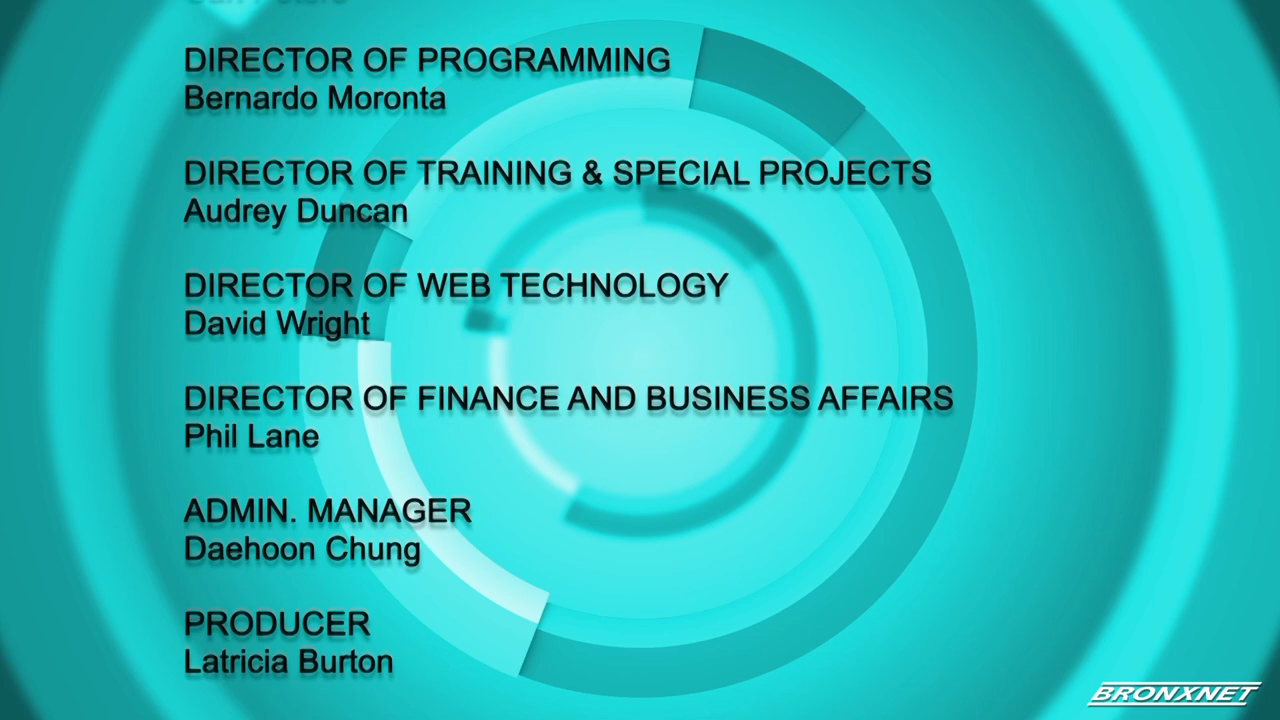 DIRECTOR OF PROGRAMMING
Bernardo Moronta
DIRECTOR OF TRAINING & SPECIAL PROJECTS
Audrey Duncan
DIRECTOR OF WEB TECHNOLOGY
David Wright
DIRECTOR OF FINANCE AND BUSINESS AFFAIRS
Phil Lane
ADMIN. MANAGER
Daehoon Chung
PRODUCER
Latricia Burton
BRONXNET